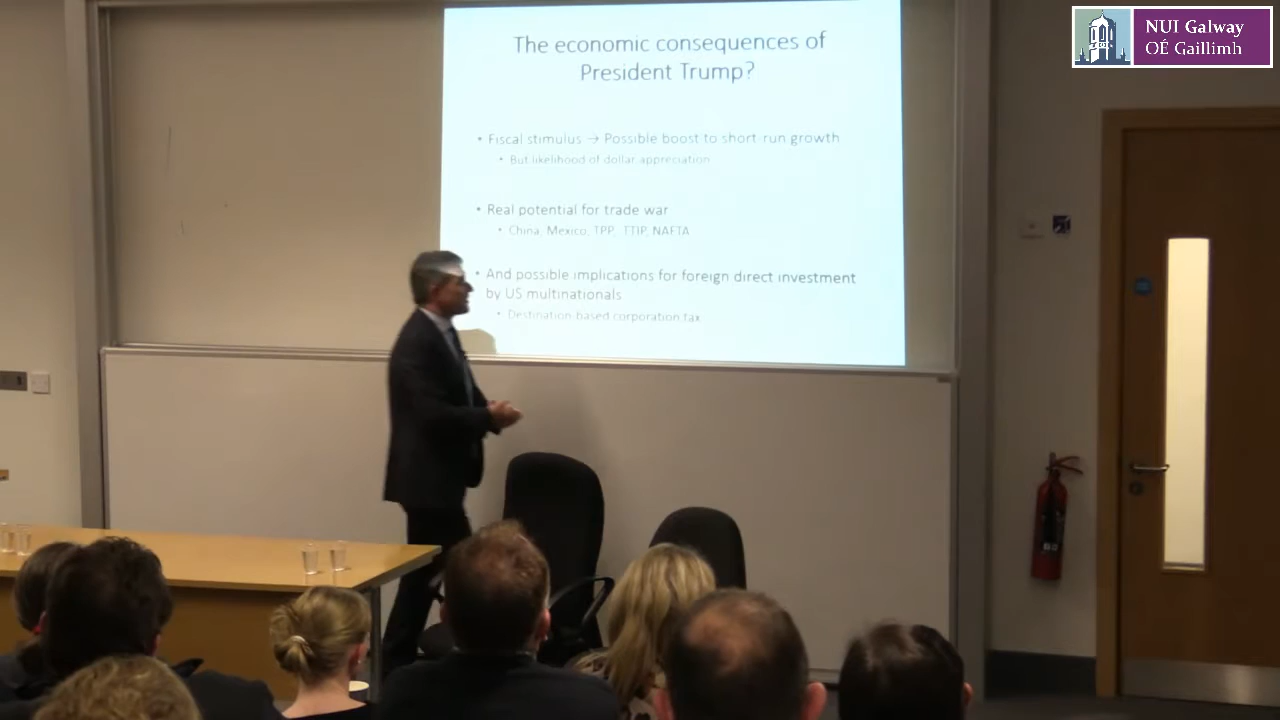 NUI Galway
OÉ Gaillimh
The economic consequences of
President Trump?
• Fiscal stimulus → Possible boost to short-run growth
• But likelihood of dollar appreciation
• Real potential for trade war
• China, Mexico, TPP, TTIP, NAFTA
• And possible implications for foreign direct investment
by US multinationals
• Destination-based corporation tax